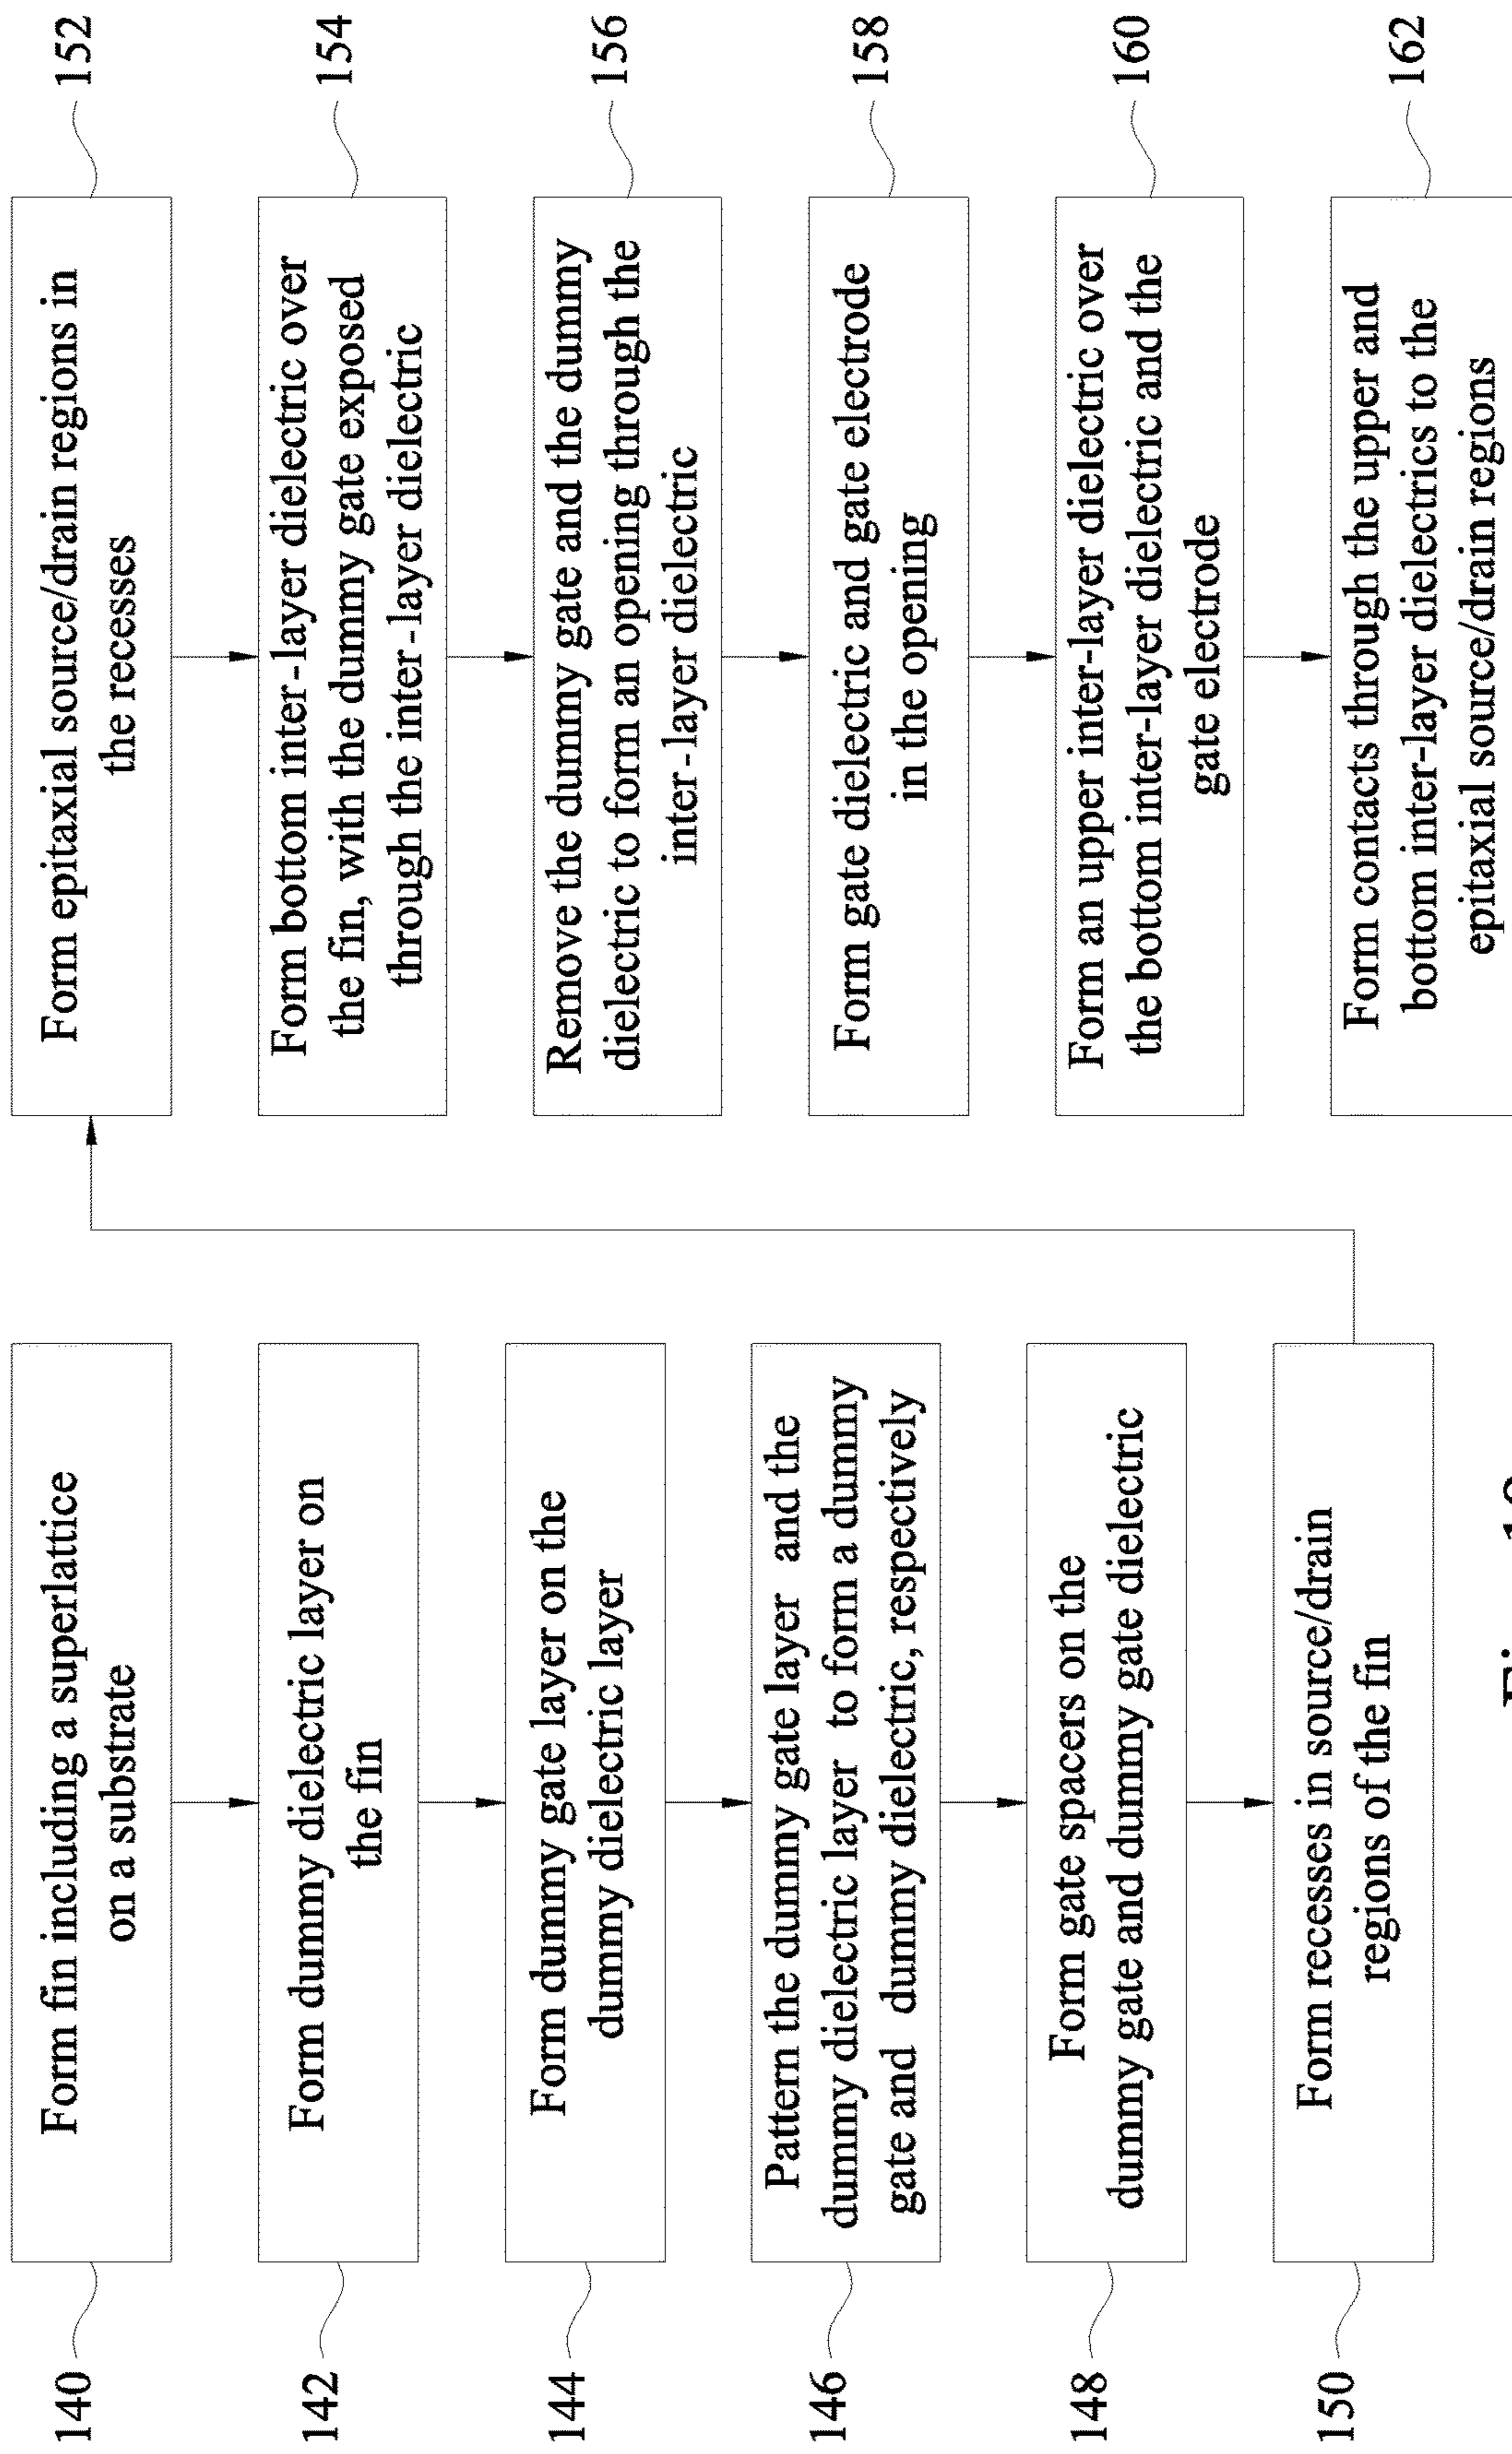 140
Form fin including a superlattice
on a substrate
142
Form dummy dielectric layer on
the fin
144
Form dummy gate layer on the
dummy dielectric layer
146
Pattern the dummy gate layer and the
dummy dielectric layer to form a dummy
gate and dummy dielectric, respectively
148
Form gate spacers on the
dummy gate and dummy gate dielectric
150
Form recesses in source/drain
regions of the fin
152
Form epitaxial source/drain regions in
the recesses
154
Form bottom inter-layer dielectric over
the fin, with the dummy gate exposed
through the inter-layer dielectric
156
Remove the dummy gate and the dummy
dielectric to form an opening through the
inter-layer dielectric
158
Form gate dielectric and gate electrode
in the opening
160
Form an upper inter-layer dielectric over
the bottom inter-layer dielectric and the
gate electrode
162
Form contacts through the upper and
bottom inter-layer dielectrics to the
epitaxial source/drain regions